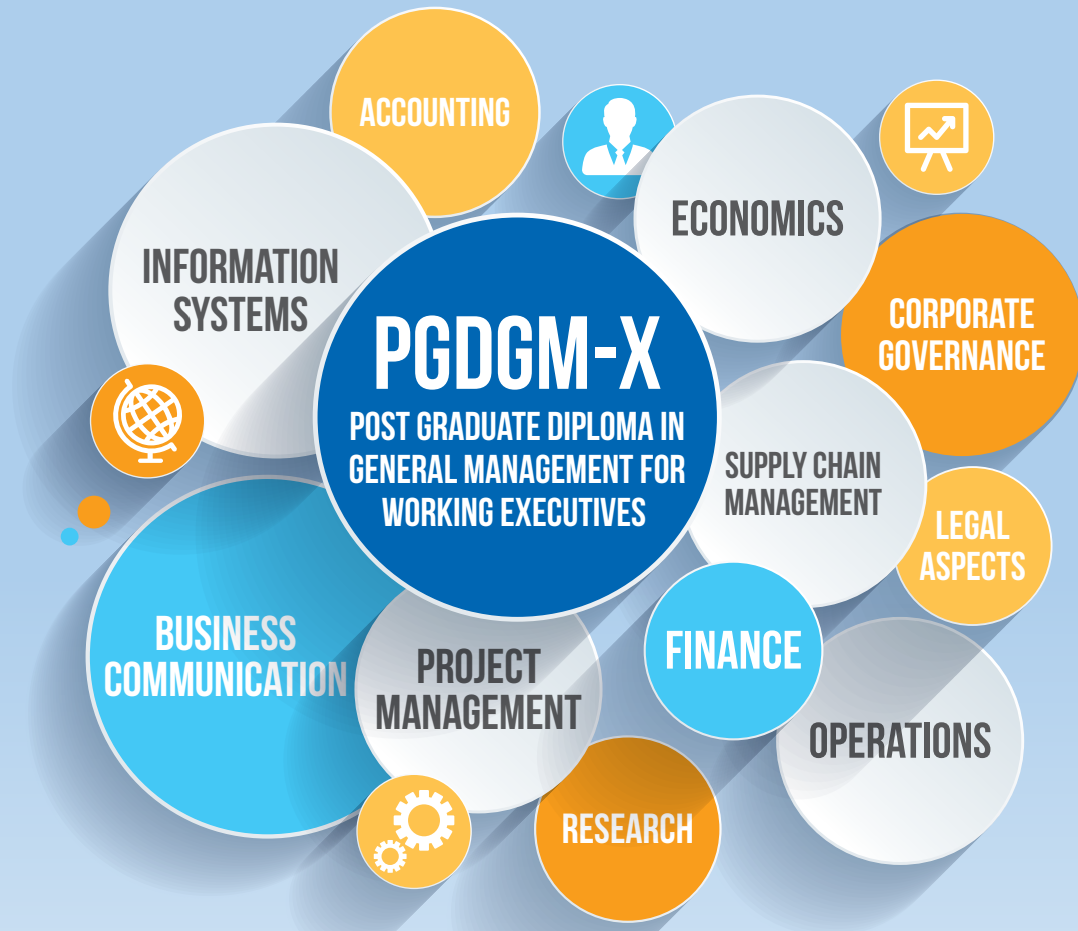 ACCOUNTING
ECONOMICS
INFORMATION
SYSTEMS
CORPORATE
GOVERNANCE
PGDGM-X
POST GRADUATE DIPLOMA IN
GENERAL MANAGEMENT FOR
WORKING EXECUTIVES
SUPPLY CHAIN
MANAGEMENT
LEGAL
ASPECTS
BUSINESS
COMMUNICATION
PROJECT
MANAGEMENT
FINANCE
OPERATIONS
RESEARCH